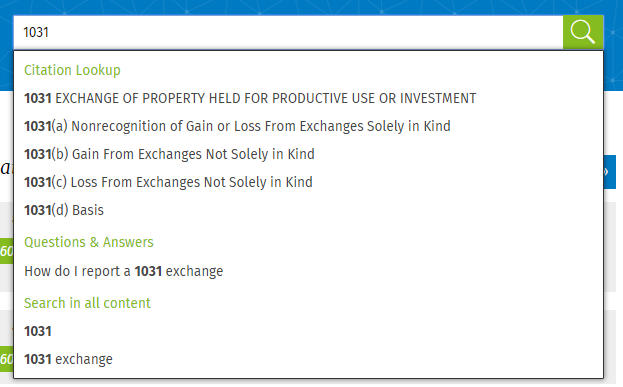 1031
Citation Lookup
1031 EXCHANGE OF PROPERTY HELD FOR PRODUCTIVE USE OR INVESTMENT
1031(a) Nonrecognition of Gain or Loss From Exchanges Solely in Kind
1031(b) Gain From Exchanges Not Solely in Kind
1031(c) Loss From Exchanges Not Solely in Kind
1031(d) Basis
Questions & Answers
How do I report a 1031 exchange
Search in all content
1031
1031 exchange